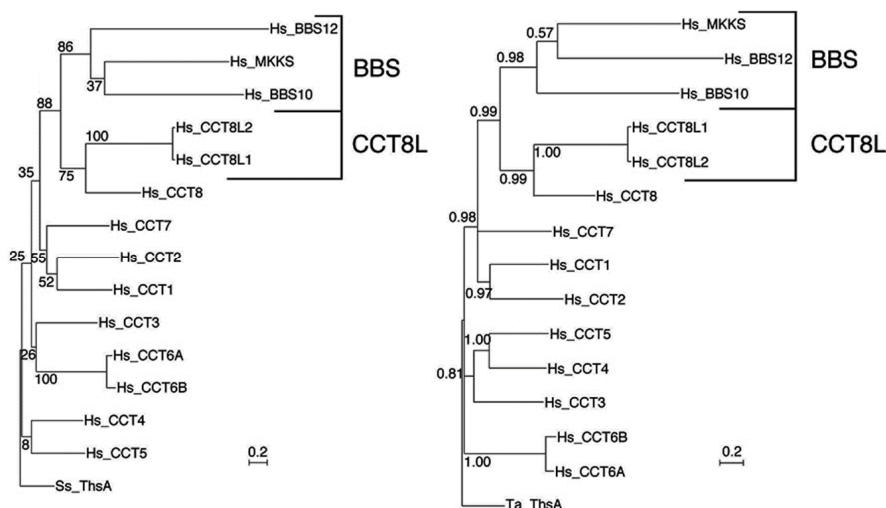 86
Hs_BBS12
Hs_MKKS
37
Hs_BBS10
BBS
88
100
Hs_CCT8L2
Hs_CCT8L1
CCT8L
75
Hs_CCT8
35
Hs_CCT7
25
55
Hs_CCT2
52
Hs_CCT1
Hs_CCT3
26
Hs_CCT6A
100
Hs_CCT6B
Hs_CCT4
8
Hs_CCT5
0.2
Ss_ThsA
0.57
Hs_MKKS
0.98
Hs_BBS12
Hs_BBS10
BBS
0.99
Hs_CCT8L1
1.00
Hs_CCT8L2
CCT8L
0.99
Hs_CCT8
0.98
Hs_CCT7
Hs_CCT1
0.97
Hs_CCT2
1.00
Hs_CCT5
0.81
Hs_CCT4
Hs_CCT3
Hs_CCT6B
1.00
Hs_CCT6A
0.2
Ta_ThsA